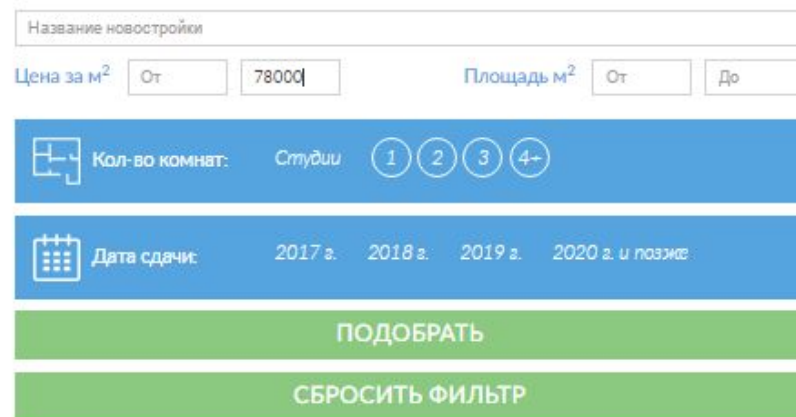 Название новостройки
Цена за м² От 78000 Площадь м² От До
Кол-во комнат: Студии 1 2 3 4+
Дата сдачи: 2017 г. 2018 г. 2019 г. 2020 г. и позже
ПОДОБРАТЬ
СБРОСИТЬ ФИЛЬТР